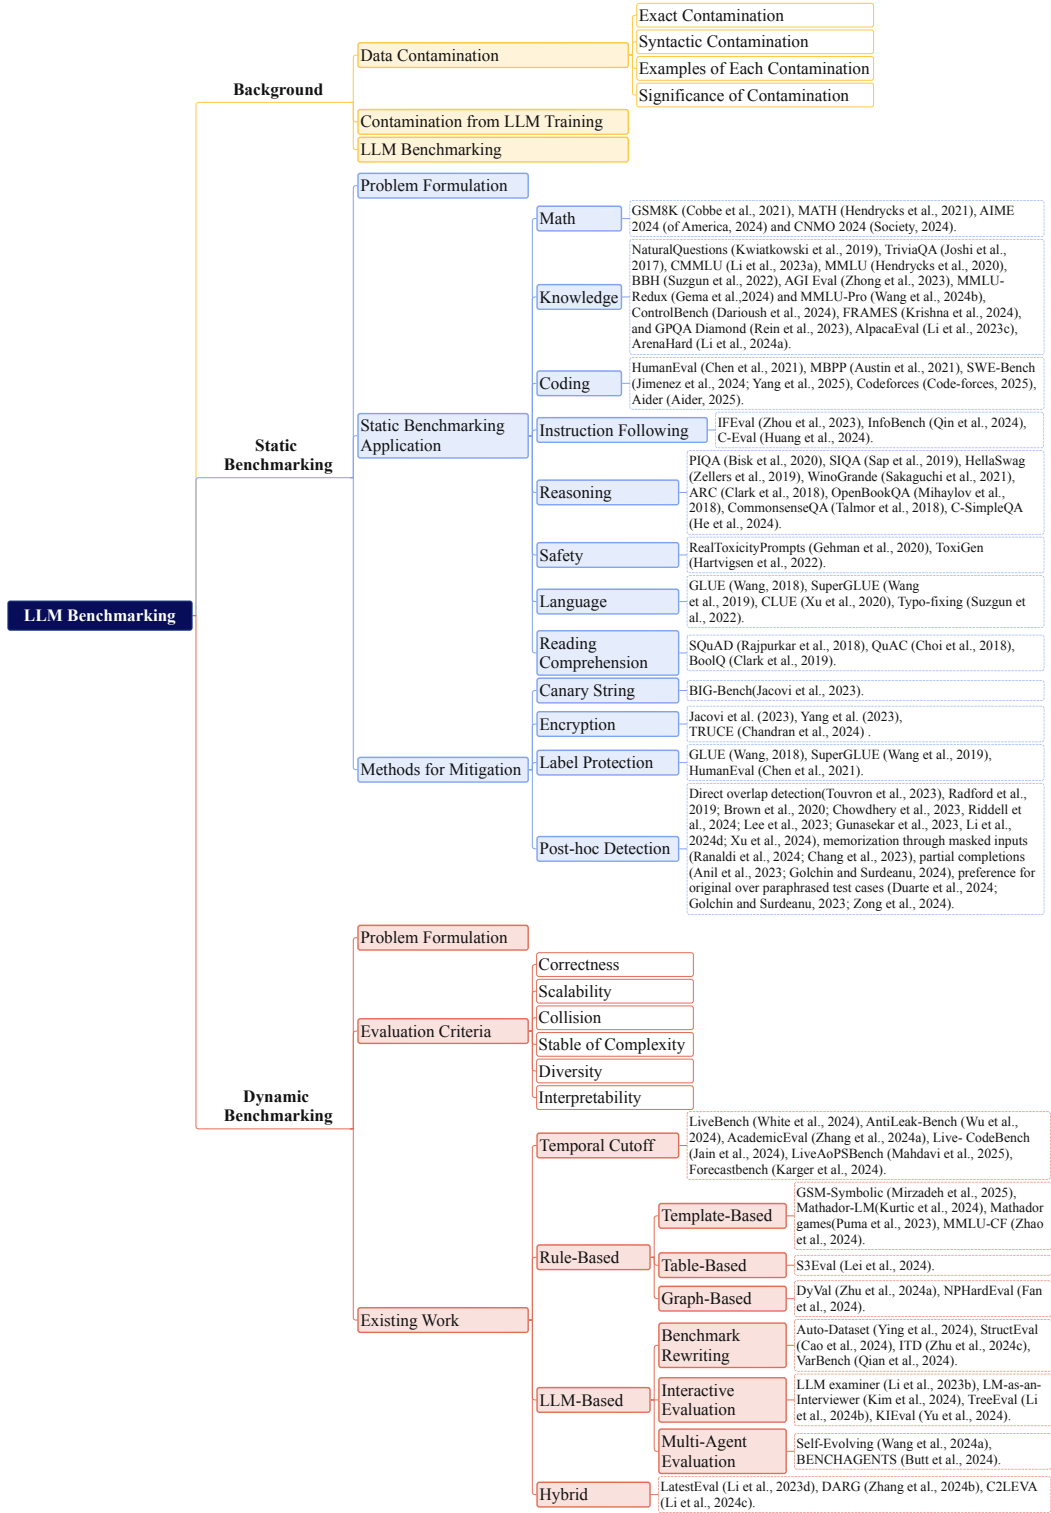 LLM Benchmarking
Background
Data Contamination
Exact Contamination
Syntactic Contamination
Examples of Each Contamination
Significance of Contamination
Contamination from LLM Training
LLM Benchmarking
Static
Benchmarking
Problem Formulation
Static Benchmarking
Application
Math
GSM8K (Cobbe et al., 2021), MATH (Hendrycks et al., 2021), AIME
2024 (of America, 2024) and CNMO 2024 (Society, 2024).
Knowledge
NaturalQuestions (Kwiatkowski et al., 2019), TriviaQA (Joshi et al.,
2017), CMMLU (Li et al., 2023a), MMLU (Hendrycks et al., 2020),
BBH (Suzgun et al., 2022), AGI Eval (Zhong et al., 2023), MMLU-
Redux (Gema et al.,2024) and MMLU-Pro (Wang et al., 2024b),
ControlBench (Darioush et al., 2024), FRAMES (Krishna et al., 2024),
and GPQA Diamond (Rein et al., 2023), AlpacaEval (Li et al., 2023c),
ArenaHard (Li et al., 2024a).
Coding
HumanEval (Chen et al., 2021), MBPP (Austin et al., 2021), SWE-Bench
(Jimenez et al., 2024; Yang et al., 2025), Codeforces (Code-forces, 2025),
Aider (Aider, 2025).
Instruction Following
IFEval (Zhou et al., 2023), InfoBench (Qin et al., 2024),
C-Eval (Huang et al., 2024).
Reasoning
PIQA (Bisk et al., 2020), SIQA (Sap et al., 2019), HellaSwag
(Zellers et al., 2019), WinoGrande (Sakaguchi et al., 2021),
ARC (Clark et al., 2018), OpenBookQA (Mihaylov et al.,
2018), CommonsenseQA (Talmor et al., 2018), C-SimpleQA
(He et al., 2024).
Safety
RealToxicityPrompts (Gehman et al., 2020), ToxiGen
(Hartvigsen et al., 2022).
Language
GLUE (Wang, 2018), SuperGLUE (Wang
et al., 2019), CLUE (Xu et al., 2020), Typo-fixing (Suzgun et
al., 2022).
Reading
Comprehension
SQuAD (Rajpurkar et al., 2018), QuAC (Choi et al., 2018),
BoolQ (Clark et al., 2019).
Methods for Mitigation
Canary String
BIG-Bench(Jacovi et al., 2023).
Encryption
Jacovi et al. (2023), Yang et al. (2023),
TRUCE (Chandran et al., 2024) .
Label Protection
GLUE (Wang, 2018), SuperGLUE (Wang et al., 2019),
HumanEval (Chen et al., 2021).
Post-hoc Detection
Direct overlap detection(Touvron et al., 2023), Radford et al.,
2019; Brown et al., 2020; Chowdhery et al., 2023, Riddell et
al., 2024; Lee et al., 2023; Gunasekar et al., 2023, Li et al.,
2024d; Xu et al., 2024), memorization through masked inputs
(Ranaldi et al., 2024; Chang et al., 2023), partial completions
(Anil et al., 2023; Golchin and Surdeanu, 2024), preference for
original over paraphrased test cases (Duarte et al., 2024;
Golchin and Surdeanu, 2023; Zong et al., 2024).
Dynamic
Benchmarking
Problem Formulation
Evaluation Criteria
Correctness
Scalability
Collision
Stable of Complexity
Diversity
Interpretability
Existing Work
Temporal Cutoff
LiveBench (White et al., 2024), AntiLeak-Bench (Wu et al.,
2024), AcademicEval (Zhang et al., 2024a), Live- CodeBench
(Jain et al., 2024), LiveAoPSBench (Mahdavi et al., 2025),
Forecastbench (Karger et al., 2024).
Rule-Based
Template-Based
GSM-Symbolic (Mirzadeh et al., 2025),
Mathador-LM(Kurtic et al., 2024), Mathador
games(Puma et al., 2023), MMLU-CF (Zhao
et al., 2024).
Table-Based
S3Eval (Lei et al., 2024).
Graph-Based
DyVal (Zhu et al., 2024a), NPHardEval (Fan
et al., 2024).
LLM-Based
Benchmark
Rewriting
Auto-Dataset (Ying et al., 2024), StructEval
(Cao et al., 2024), ITD (Zhu et al., 2024c),
VarBench (Qian et al., 2024).
Interactive
Evaluation
LLM examiner (Li et al., 2023b), LM-as-an-
Interviewer (Kim et al., 2024), TreeEval (Li
et al., 2024b), KIEval (Yu et al., 2024).
Multi-Agent
Evaluation
Self-Evolving (Wang et al., 2024a),
BENCHAGENTS (Butt et al., 2024).
Hybrid
LatestEval (Li et al., 2023d), DARG (Zhang et al., 2024b), C2LEVA
(Li et al., 2024c).